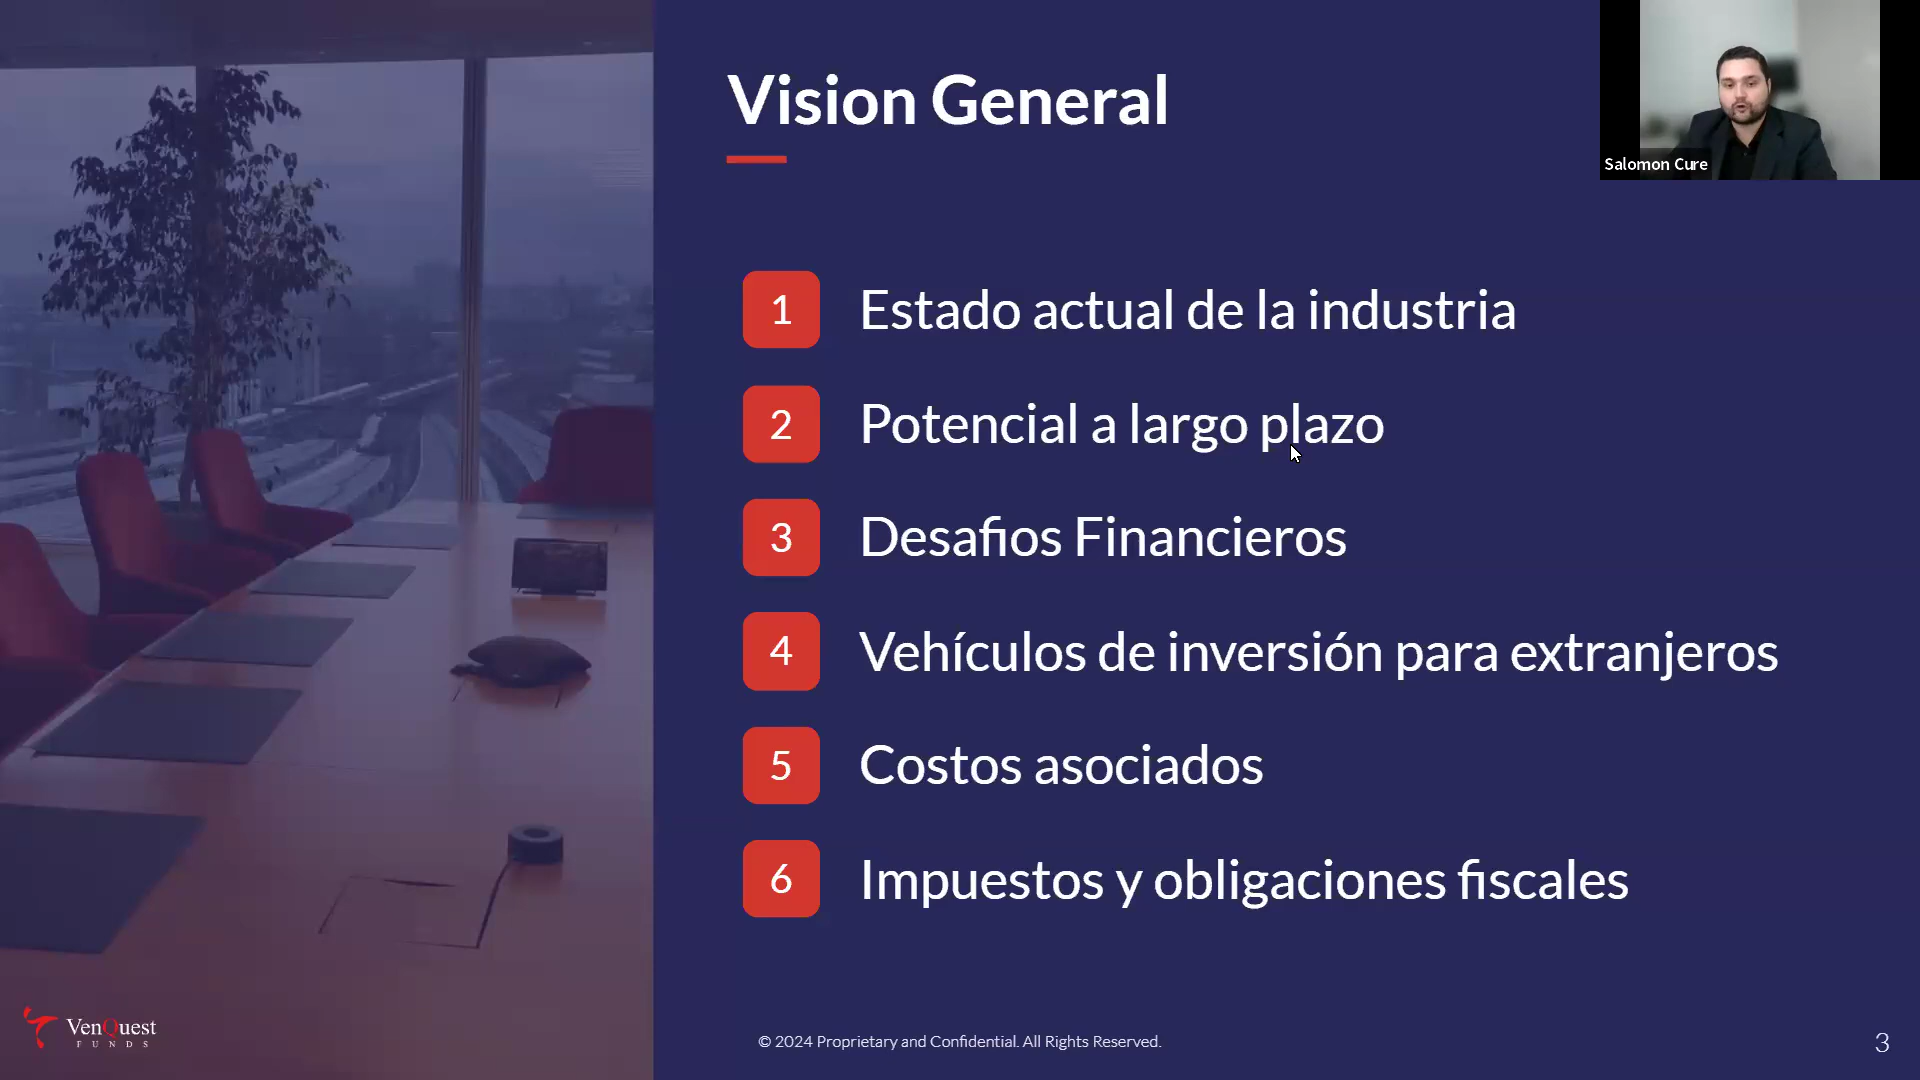 Vision General
Salomon Cure
1 Estado actual de la industria
2 Potencial a largo plazo
3 Desafios Financieros
4 Vehículos de inversión para extranjeros
5 Costos asociados
6 Impuestos y obligaciones fiscales
VenQuest
FUNDS
© 2024 Proprietary and Confidential. All Rights Reserved.
3